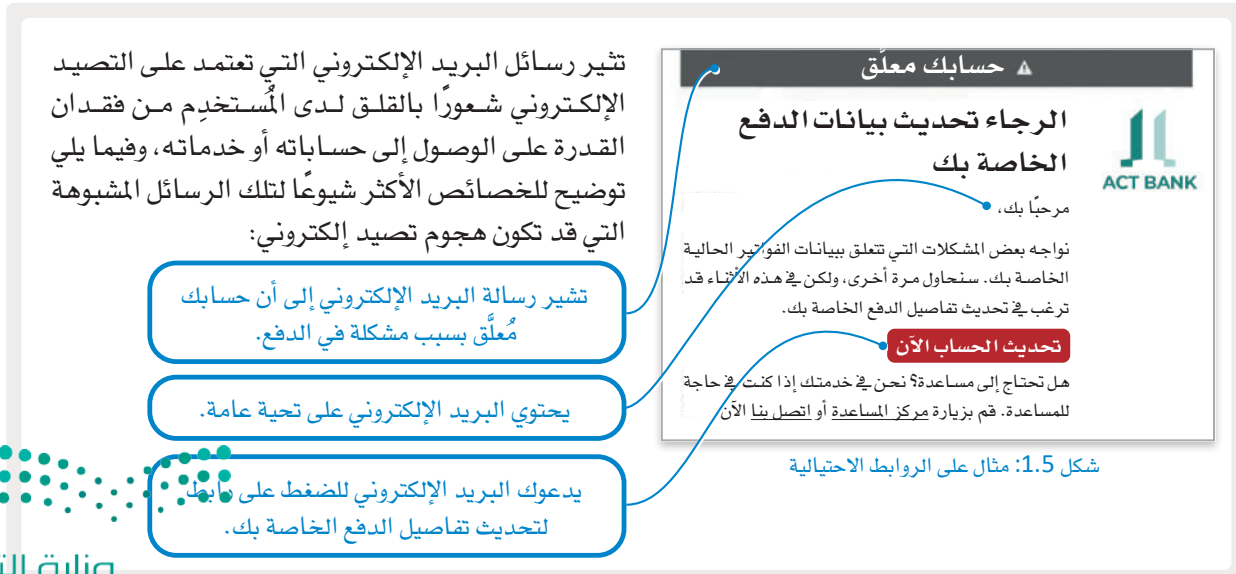 تثير رسائل البريد الإلكتروني التي تعتمد على التصيد
الإلكتروني شعورًا بالقلق لدى المُستخدِم من فقدان
القدرة على الوصول إلى حساباته أو خدماته، وفيما يلي
توضيح للخصائص الأكثر شيوعًا لتلك الرسائل المشبوهة
التي قد تكون هجوم تصيد إلكتروني:
حسابك معلَّق
ACT BANK
الرجاء تحديث بيانات الدفع
الخاصة بك
مرحبًا بك،
نواجه بعض المشكلات التي تتعلق ببيانات الفواتير الحالية
الخاصة بك. سنحاول مرة أخرى، ولكن في هذه الأثناء قد
ترغب في تحديث تفاصيل الدفع الخاصة بك.
تحديث الحساب الآن
هل تحتاج إلى مساعدة؟ نحن في خدمتك إذا كنت في حاجة
للمساعدة. قم بزيارة مركز المساعدة أو اتصل بنا الآن
شكل 1.5: مثال على الروابط الاحتيالية
تشير رسالة البريد الإلكتروني إلى أن حسابك
مُعلَّق بسبب مشكلة في الدفع.
يحتوي البريد الإلكتروني على تحية عامة.
يدعوك البريد الإلكتروني للضغط على رابط
لتحديث تفاصيل الدفع الخاصة بك.
وزارة